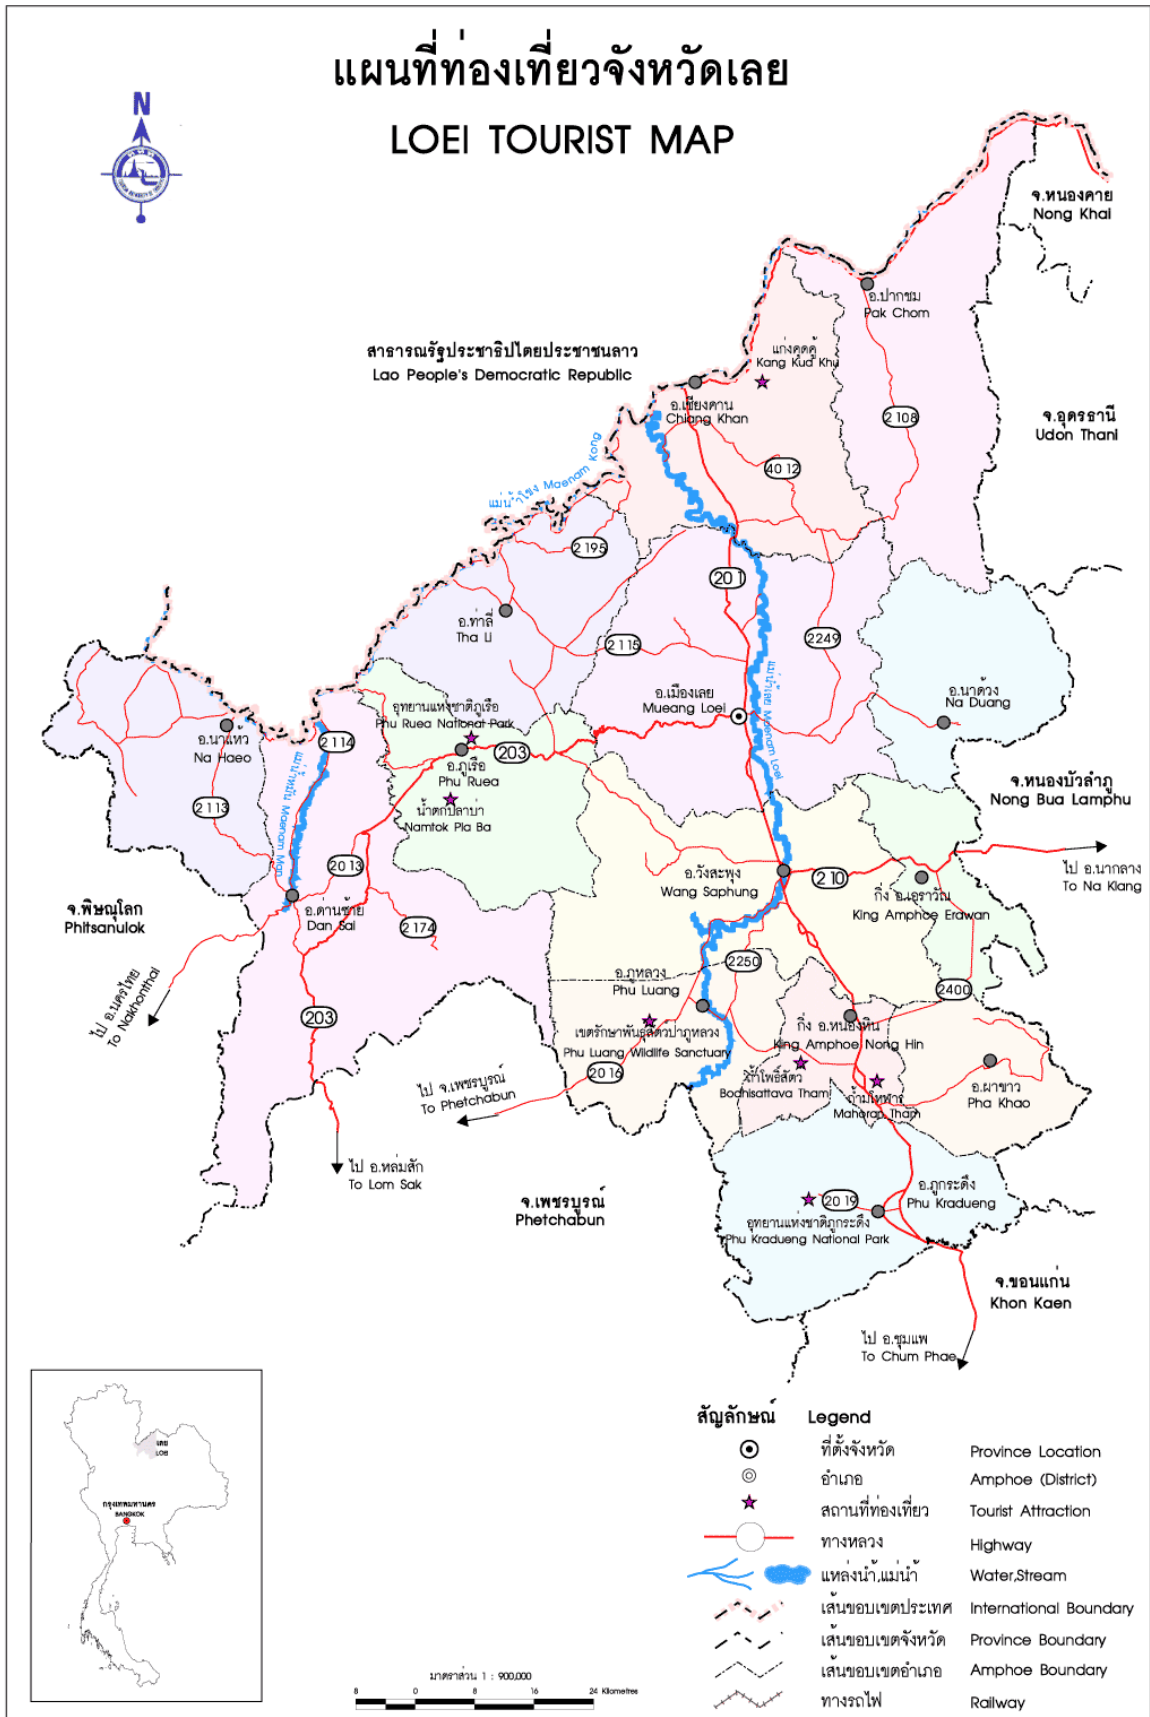 แผนที่ท่องเที่ยวจังหวัดเลย
LOEI TOURIST MAP
N
จ.หนองคาย
Nong Khai
อ.ปากชม
Pak Chom
สาธารณรัฐประชาธิปไตยประชาชนลาว
Lao People's Democratic Republic
แก่งคุดคู้
Kang Kud Khu
อ.เชียงคาน
Chiang Khan
2108
จ.อุดรธานี
Udon Thani
4012
แม่น้ำโขง Maenam Kong
2195
201
อ.ท่าลี่
Tha Li
2115
2249
อ.เมืองเลย
Mueang Loei
แม่น้ำเลย Maenam Loei
อ.นาด้วง
Na Duang
อุทยานแห่งชาติภูเรือ
Phu Ruea National Park
อ.นาแห้ว
Na Haeo
2114
203
อ.ภูเรือ
Phu Ruea
แม่น้ำหมัน Maenam Man
น้ำตกปลาบ่า
Namtok Pla Ba
2113
จ.หนองบัวลำภู
Nong Bua Lamphu
2013
อ.วังสะพุง
Wang Saphung
210
ไป อ.นากลาง
To Na Klang
กิ่ง อ.เอราวัณ
King Amphoe Erawan
จ.พิษณุโลก
Phitsanulok
อ.ด่านซ้าย
Dan Sai
2174
2250
อ.ภูหลวง
Phu Luang
2400
ไป อ.นครไทย
To Nakhonthai
203
เขตรักษาพันธุ์สัตว์ป่าภูหลวง
Phu Luang Wildlife Sanctuary
กิ่ง อ.หนองหิน
King Amphoe Nong Hin
2016
ถ้ำโพธิ์สัตว์
Bodhisattava Tham
ถ้ำมโหฬาร
Mahorap Tham
อ.ผาขาว
Pha Khao
ไป จ.เพชรบูรณ์
To Phetchabun
ไป อ.หล่มสัก
To Lom Sak
จ.เพชรบูรณ์
Phetchabun
อ.ภูกระดึง
Phu Kradueng
2019
อุทยานแห่งชาติภูกระดึง
Phu Kradueng National Park
จ.ขอนแก่น
Khon Kaen
ไป อ.ชุมแพ
To Chum Phae
เลย
LOEI
กรุงเทพมหานคร
BANGKOK
สัญลักษณ์ Legend
ที่ตั้งจังหวัด Province Location
อำเภอ Amphoe (District)
สถานที่ท่องเที่ยว Tourist Attraction
ทางหลวง Highway
แหล่งน้ำ,แม่น้ำ Water,Stream
เส้นขอบเขตประเทศ International Boundary
เส้นขอบเขตจังหวัด Province Boundary
เส้นขอบเขตอำเภอ Amphoe Boundary
ทางรถไฟ Railway
มาตราส่วน 1 : 900,000
8 0 8 16 24 Kilometres